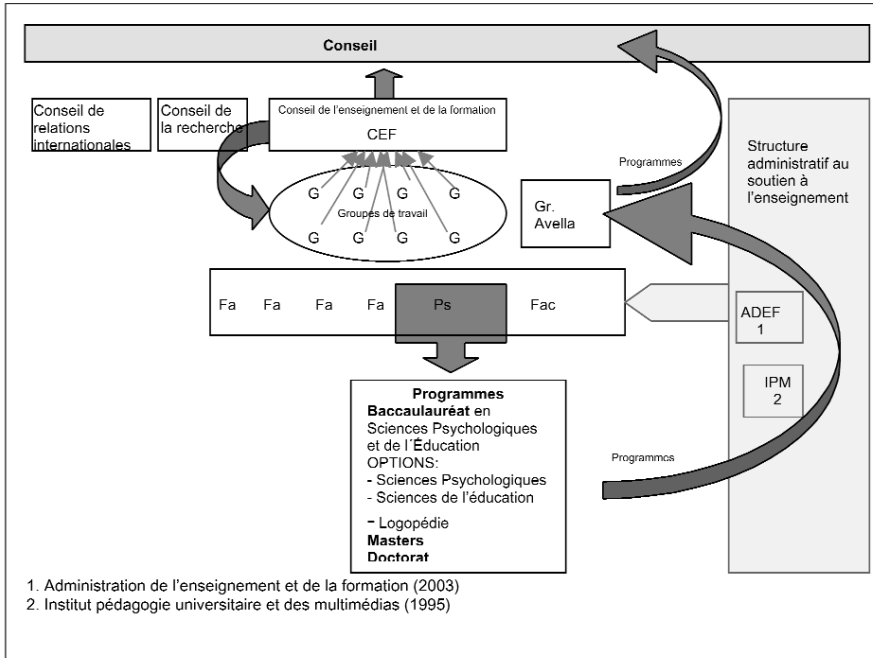 Conseil
Conseil de
relations
internationales
Conseil de
la recherche
Conseil de l'enseignement et de la formation
CEF
Programmes
Structure
administratif au
soutien à
l'enseignement
G G G G
Groupes de travail
G G G G
Gr.
Avella
Fa Fa Fa Fa Ps Fac
ADEF
1
IPM
2
Programmes
Baccaulauréat en
Sciences Psychologiques
et de l´Éducation
OPTIONS:
- Sciences Psychologiques
- Sciences de l'éducation
- Logopédie
Masters
Doctorat
Programmes
1. Administration de l'enseignement et de la formation (2003)
2. Institut pédagogie universitaire et des multimédias (1995)